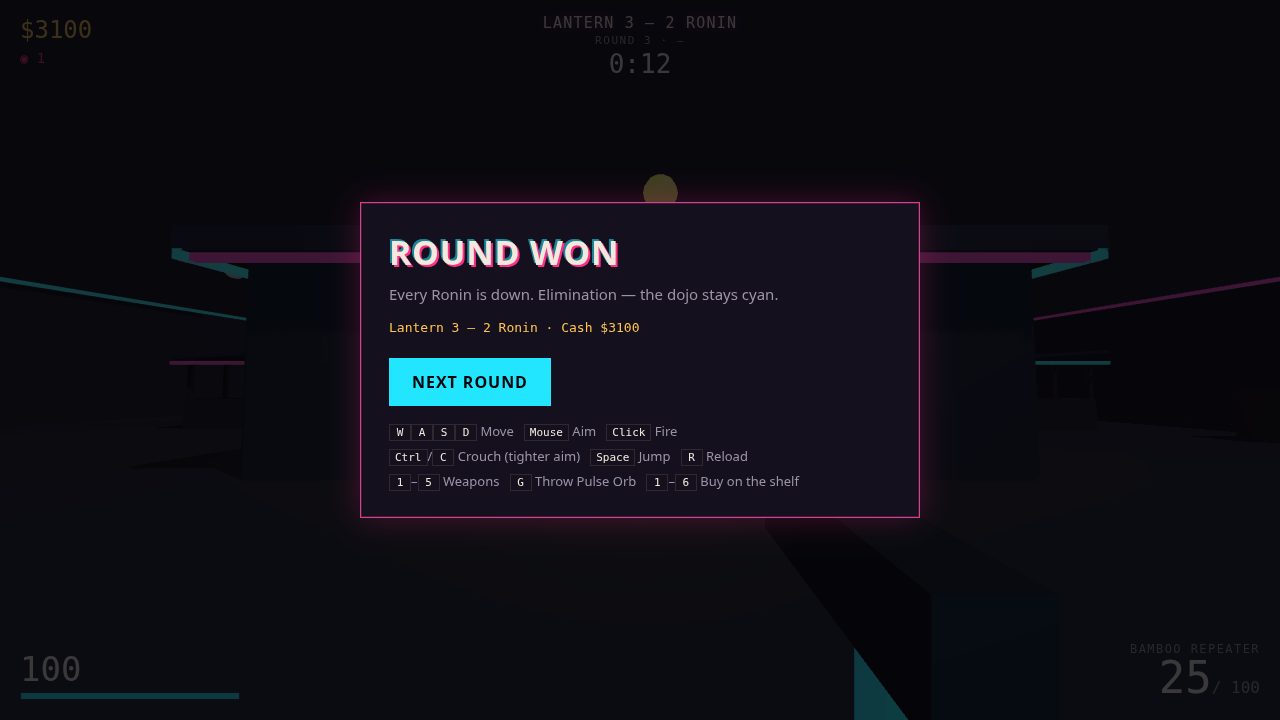 $3100
◉ 1
LANTERN 3 — 2 RONIN
ROUND 3 · —
0:12
ROUND WON
Every Ronin is down. Elimination — the dojo stays cyan.
Lantern 3 — 2 Ronin · Cash $3100
NEXT ROUND
W A S D Move Mouse Aim Click Fire
Ctrl/C Crouch (tighter aim) Space Jump R Reload
1–5 Weapons G Throw Pulse Orb 1–6 Buy on the shelf
100
BAMBOO REPEATER
25/ 100